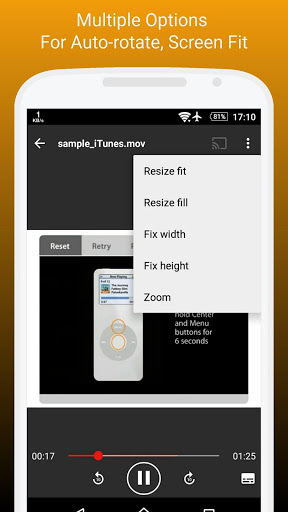 Multiple Options
For Auto-rotate, Screen Fit
1
KB/s
81%
17:10
sample_iTunes.mov
Resize fit
Resize fill
Fix width
Fix height
Zoom
Reset
Retry
hold Center
and Menu
buttons for
6 seconds
00:17
01:25